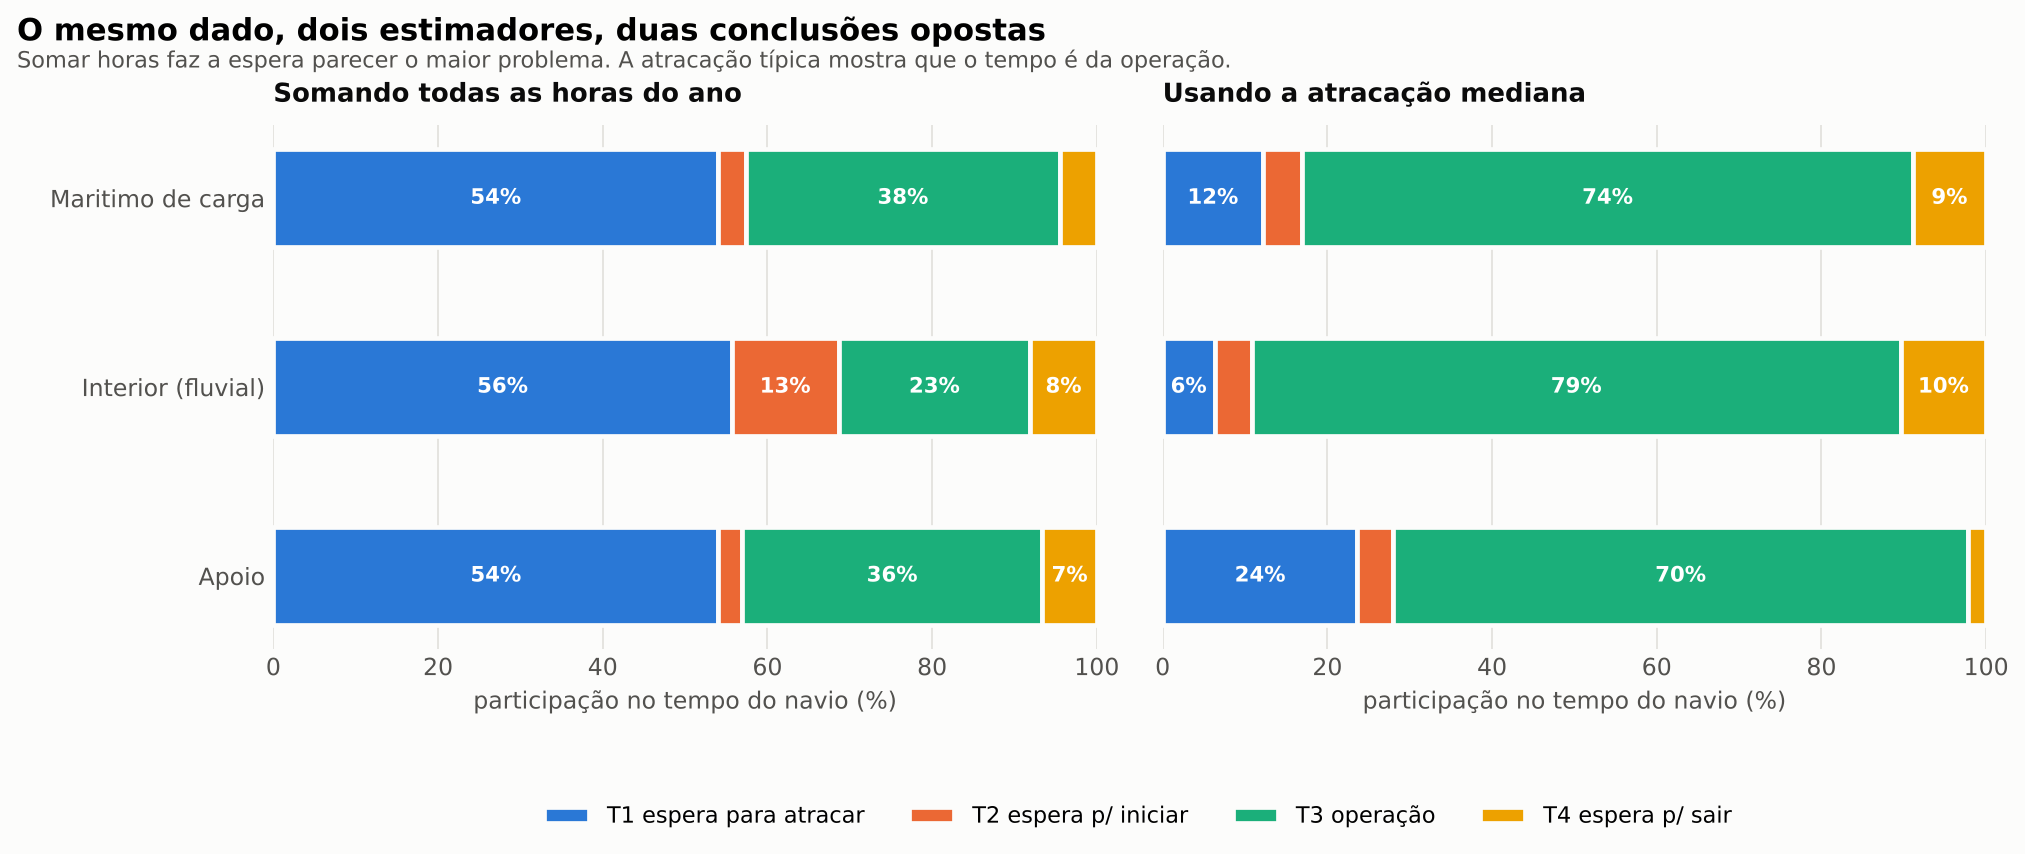 O mesmo dado, dois estimadores, duas conclusões opostas
Somar horas faz a espera parecer o maior problema. A atracação típica mostra que o tempo é da operação.
Somando todas as horas do ano
Maritimo de carga
54%
38%
Interior (fluvial)
56%
13%
23%
8%
Apoio
54%
36%
7%
0 20 40 60 80 100
participação no tempo do navio (%)
Usando a atracação mediana
12%
74%
9%
6%
79%
10%
24%
70%
0 20 40 60 80 100
participação no tempo do navio (%)
T1 espera para atracar
T2 espera p/ iniciar
T3 operação
T4 espera p/ sair